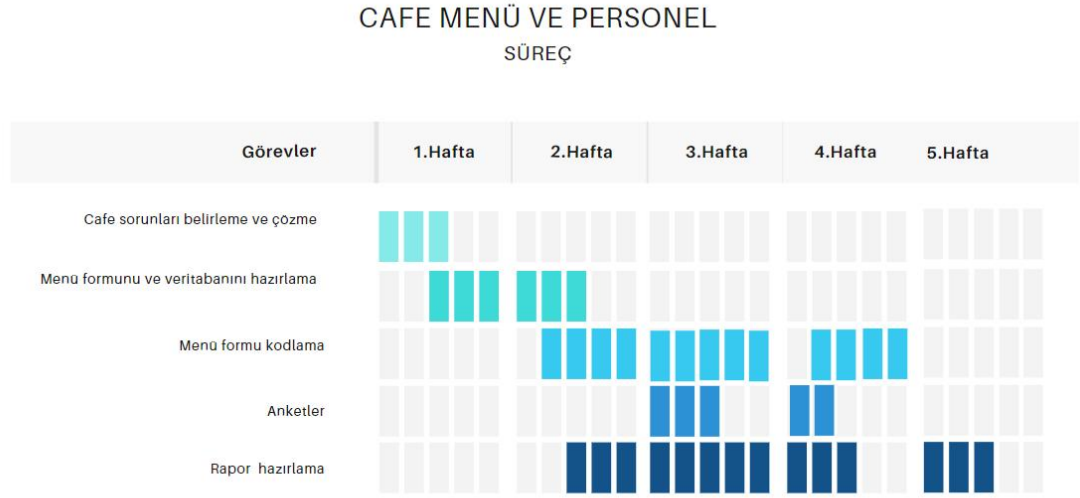 CAFE MENÜ VE PERSONEL
SÜREÇ
Görevler 1.Hafta 2.Hafta 3.Hafta 4.Hafta 5.Hafta
Cafe sorunları belirleme ve çözme
Menü formunu ve veritabanını hazırlama
Menü formu kodlama
Anketler
Rapor hazırlama